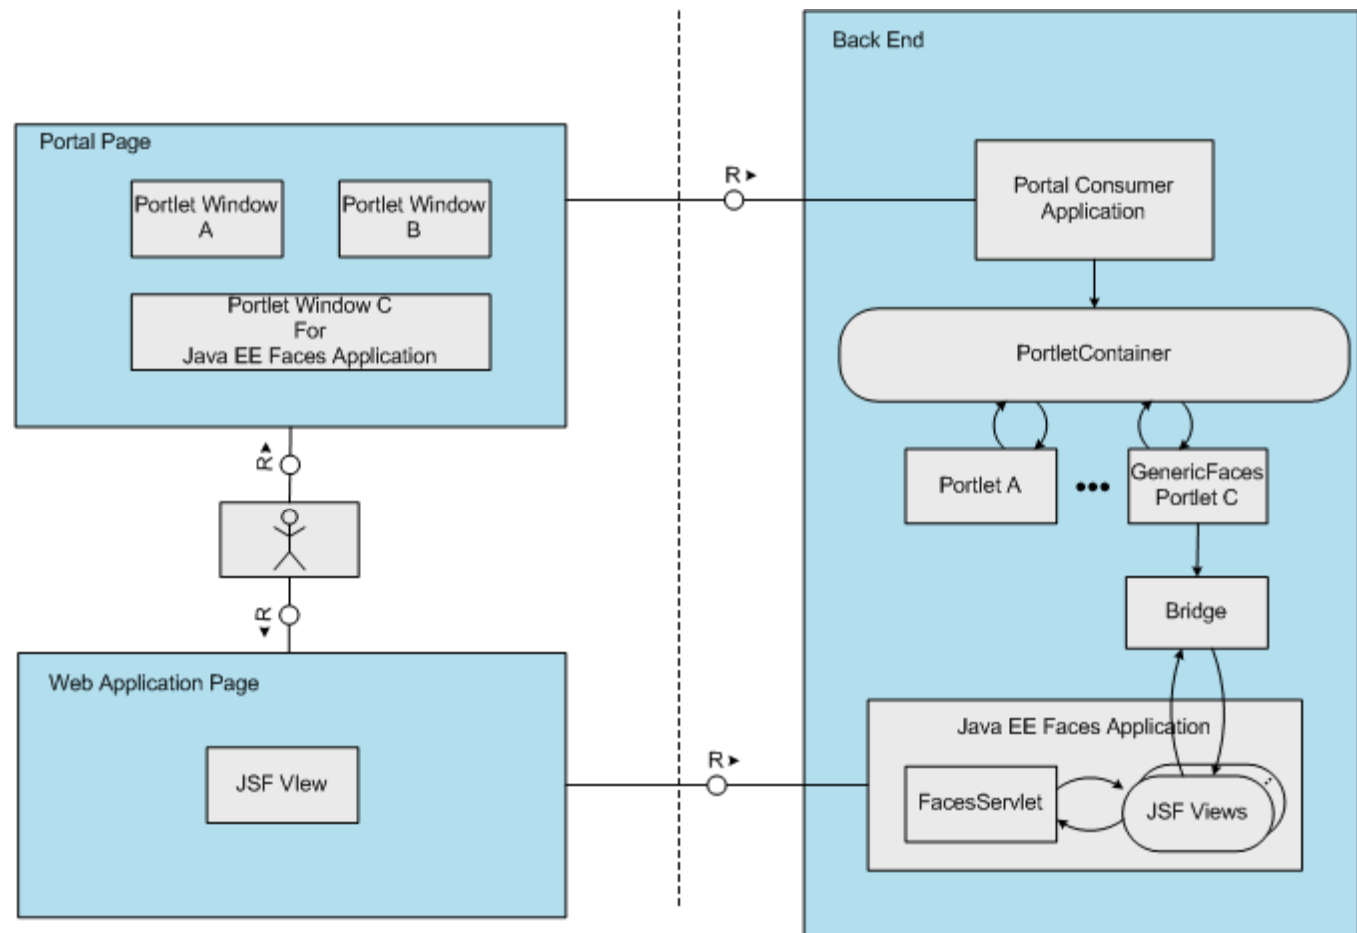 Back End
Portal Page
Portlet Window
A
Portlet Window
B
Portlet Window C
For
Java EE Faces Application
R
Portal Consumer
Application
PortletContainer
Portlet A
GenericFaces
Portlet C
Bridge
R
R
Web Application Page
JSF VIew
R
Java EE Faces Application
FacesServlet
JSF Views